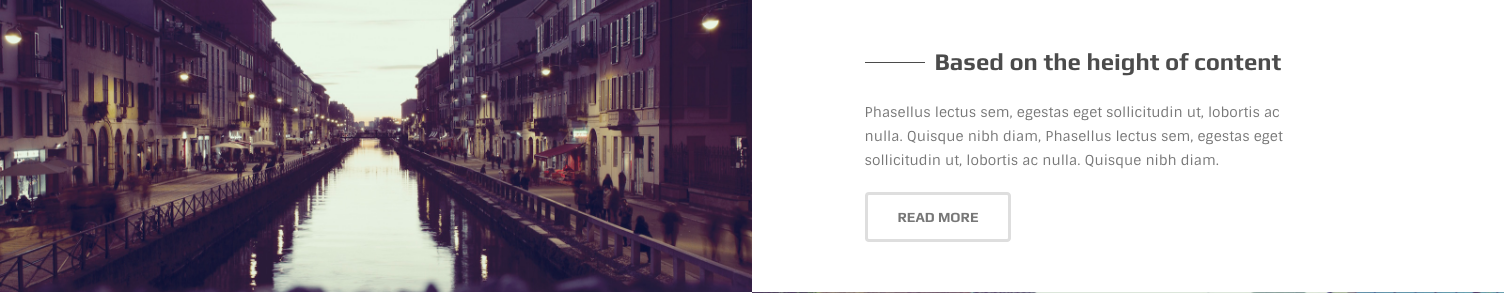 Based on the height of content
Phasellus lectus sem, egestas eget sollicitudin ut, lobortis ac
nulla. Quisque nibh diam, Phasellus lectus sem, egestas eget
sollicitudin ut, lobortis ac nulla. Quisque nibh diam.
READ MORE